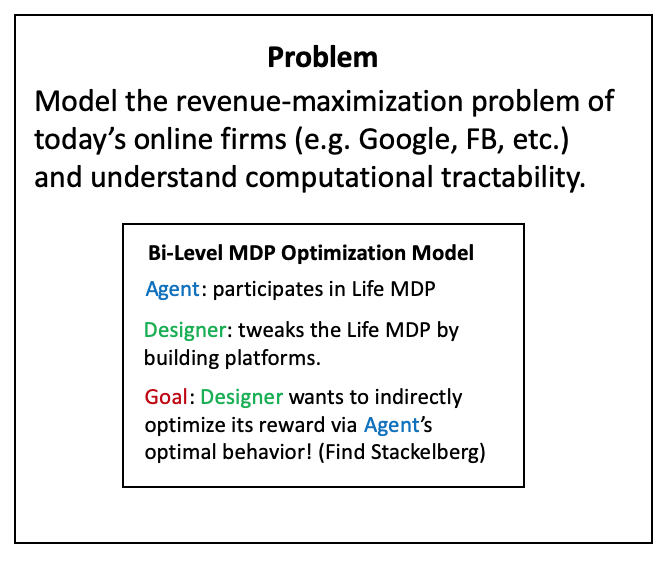 Problem
Model the revenue-maximization problem of
today’s online firms (e.g. Google, FB, etc.)
and understand computational tractability.
Bi-Level MDP Optimization Model
Agent: participates in Life MDP
Designer: tweaks the Life MDP by
building platforms.
Goal: Designer wants to indirectly
optimize its reward via Agent’s
optimal behavior! (Find Stackelberg)